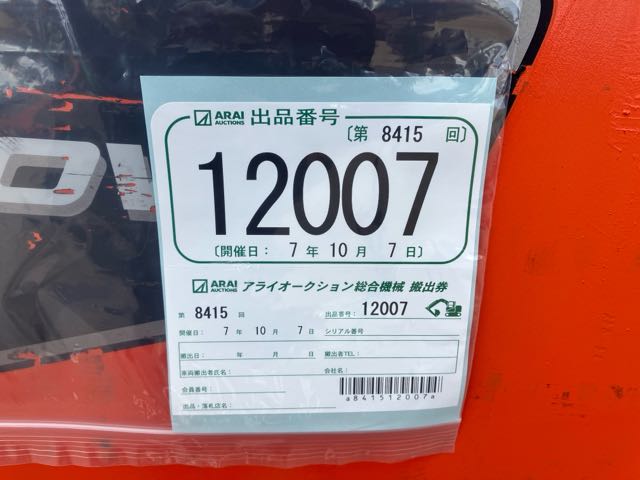 ARAI AUCTIONS 出品番号
〔第 8415 回〕
12007
〔開催日: 7 年 10 月 7 日〕
ARAI AUCTIONS アライオークション総合機械 搬出券
第 8415 回 出品番号: 12007
開催日: 7 年 10 月 7 日 シリアル番号
搬出日: 年 月 日 搬出者TEL:
車両搬出者氏名: 会社名:
会員番号:
出品・落札店名:
a841512007a